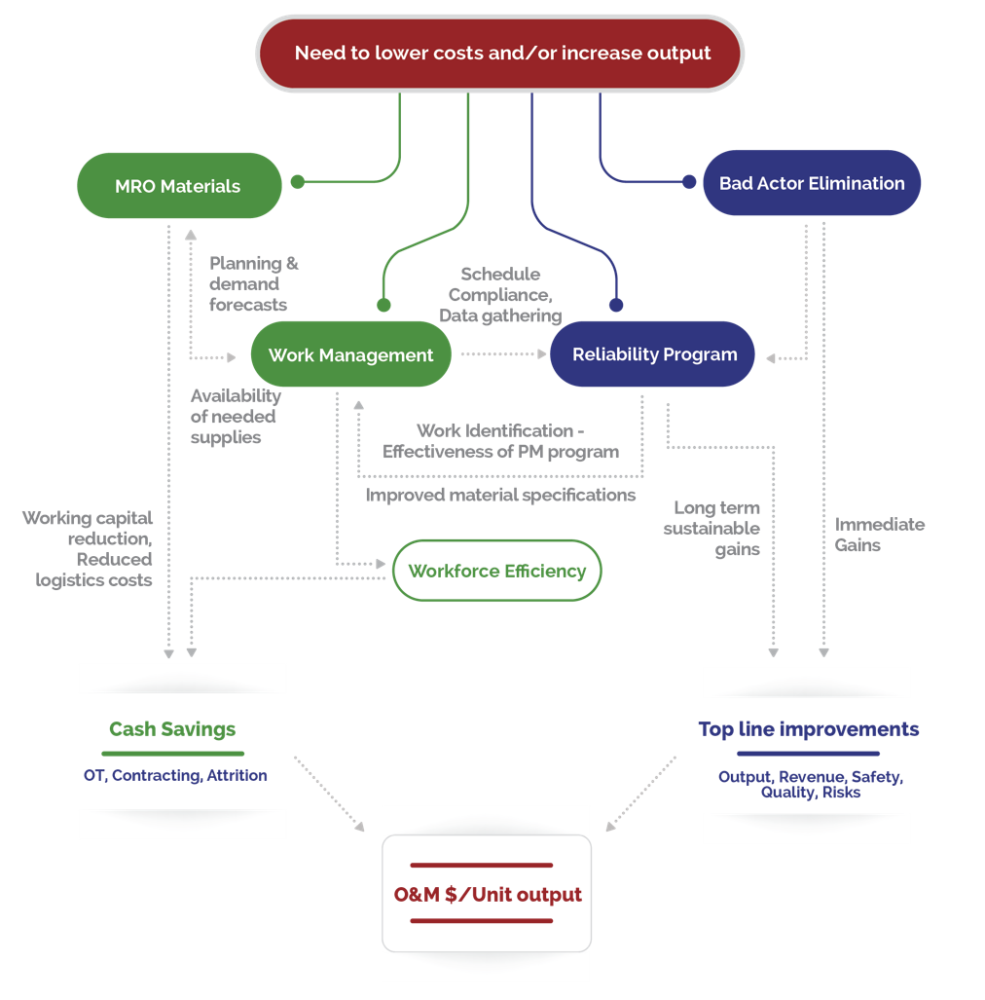 Need to lower costs and/or increase output
MRO Materials
Bad Actor Elimination
Planning &
demand
forecasts
Schedule
Compliance,
Data gathering
Work Management
Reliability Program
Availability
of needed
supplies
Work Identification -
Effectiveness of PM program
Improved material specifications
Working capital
reduction,
Reduced
logistics costs
Long term
sustainable
gains
Immediate
Gains
Workforce Efficiency
Cash Savings
OT, Contracting, Attrition
Top line improvements
Output, Revenue, Safety,
Quality, Risks
O&M $/Unit output